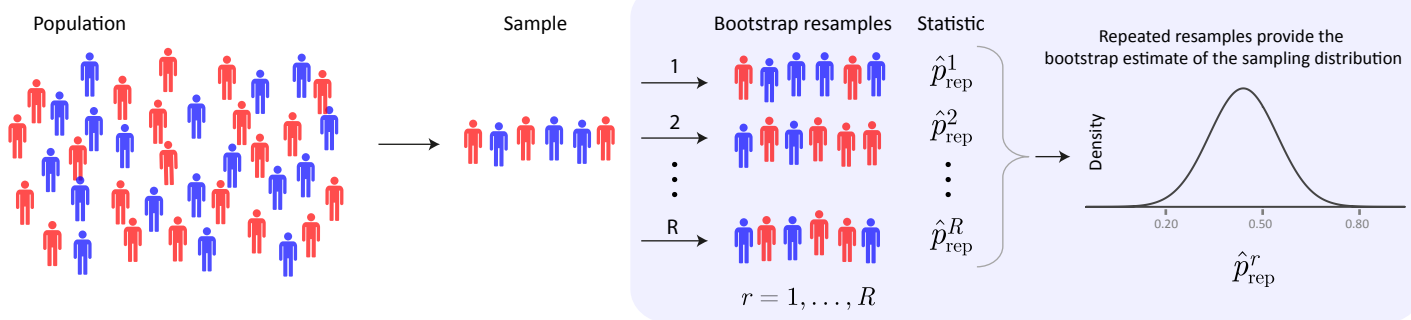 Population
Sample
Bootstrap resamples
Statistic
1
2
R
r = 1, . . . , R
p̂¹rep
p̂²rep
p̂ᴿrep
Repeated resamples provide the
bootstrap estimate of the sampling distribution
Density
0.20 0.50 0.80
p̂ʳrep